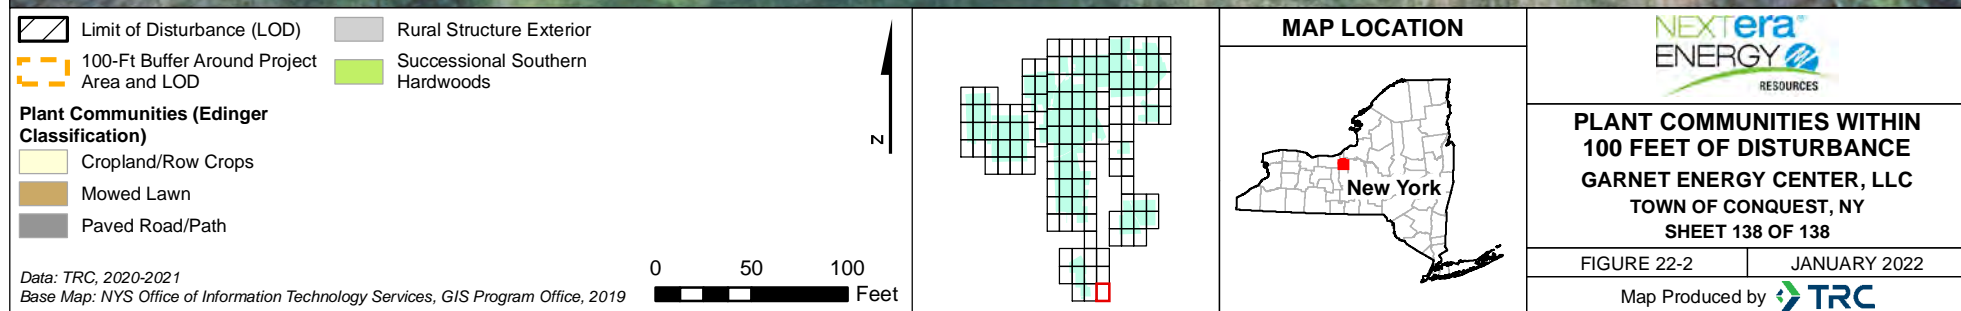 Limit of Disturbance (LOD)
100-Ft Buffer Around Project
Area and LOD
Plant Communities (Edinger
Classification)
Cropland/Row Crops
Mowed Lawn
Paved Road/Path
Rural Structure Exterior
Successional Southern
Hardwoods
Data: TRC, 2020-2021
Base Map: NYS Office of Information Technology Services, GIS Program Office, 2019
Z
0 50 100
Feet
MAP LOCATION
New York
NEXTera
ENERGY
RESOURCES
PLANT COMMUNITIES WITHIN
100 FEET OF DISTURBANCE
GARNET ENERGY CENTER, LLC
TOWN OF CONQUEST, NY
SHEET 138 OF 138
FIGURE 22-2
JANUARY 2022
Map Produced by TRC